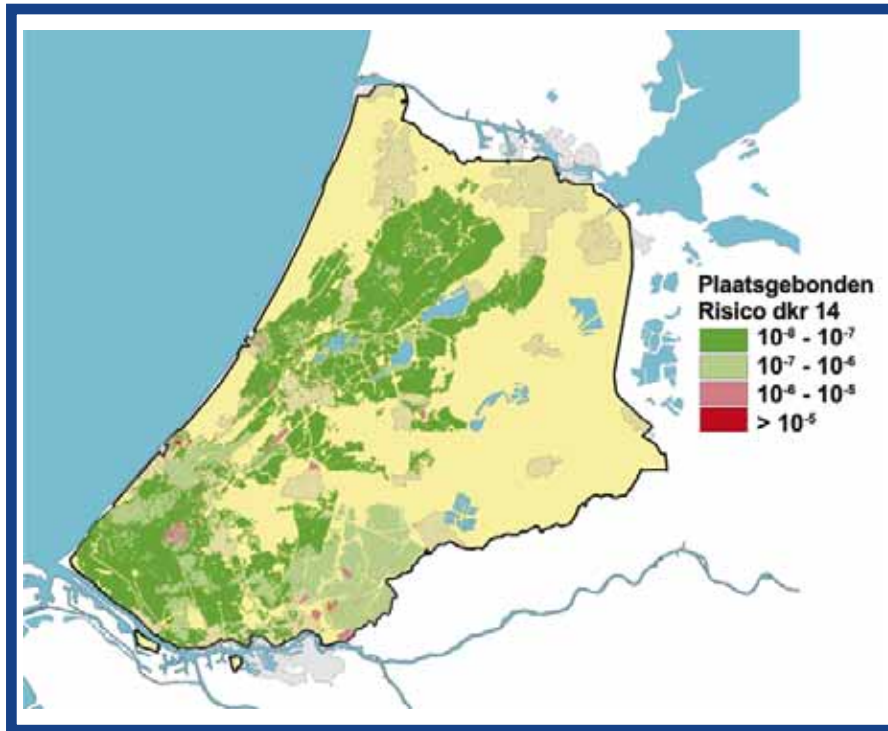 Plaatsgebonden
Risico dkr 14
10⁻⁸ - 10⁻⁷
10⁻⁷ - 10⁻⁶
10⁻⁶ - 10⁻⁵
> 10⁻⁵